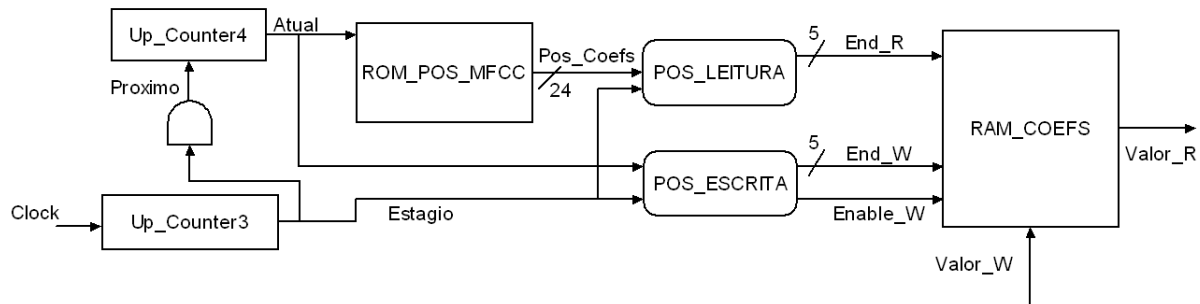 Up_Counter4
Atual
ROM_POS_MFCC
Pos_Coefs
24
POS_LEITURA
5
End_R
RAM_COEFS
Valor_R
Proximo
POS_ESCRITA
5
End_W
Enable_W
Clock
Up_Counter3
Estagio
Valor_W